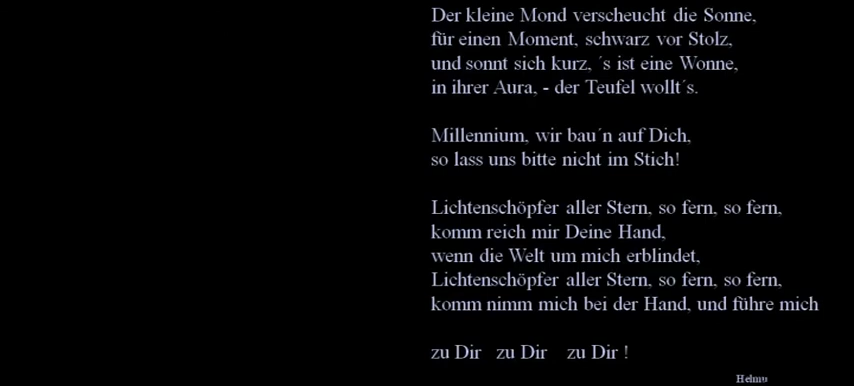 Der kleine Mond verscheucht die Sonne,
für einen Moment, schwarz vor Stolz,
und sonnt sich kurz, ´s ist eine Wonne,
in ihrer Aura, - der Teufel wollt´s.
Millennium, wir bau´n auf Dich,
so lass uns bitte nicht im Stich!
Lichtenschöpfer aller Stern, so fern, so fern,
komm reich mir Deine Hand,
wenn die Welt um mich erblindet,
Lichtenschöpfer aller Stern, so fern, so fern,
komm nimm mich bei der Hand, und führe mich
zu Dir zu Dir zu Dir !